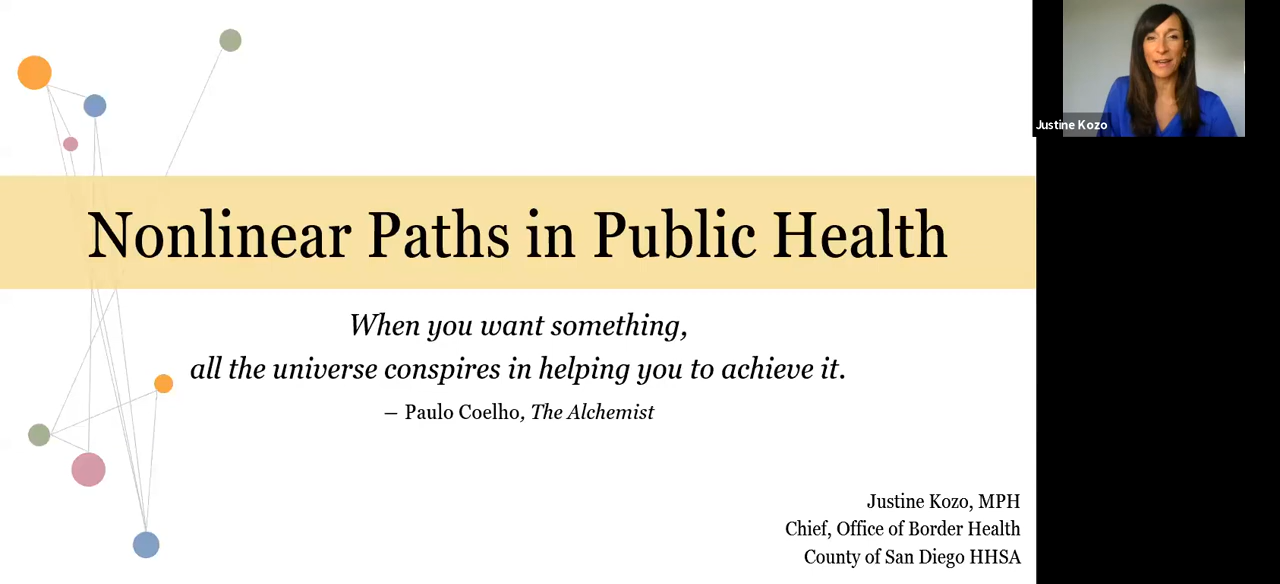 Justine Kozo
Nonlinear Paths in Public Health
When you want something,
all the universe conspires in helping you to achieve it.
– Paulo Coelho, The Alchemist
Justine Kozo, MPH
Chief, Office of Border Health
County of San Diego HHSA